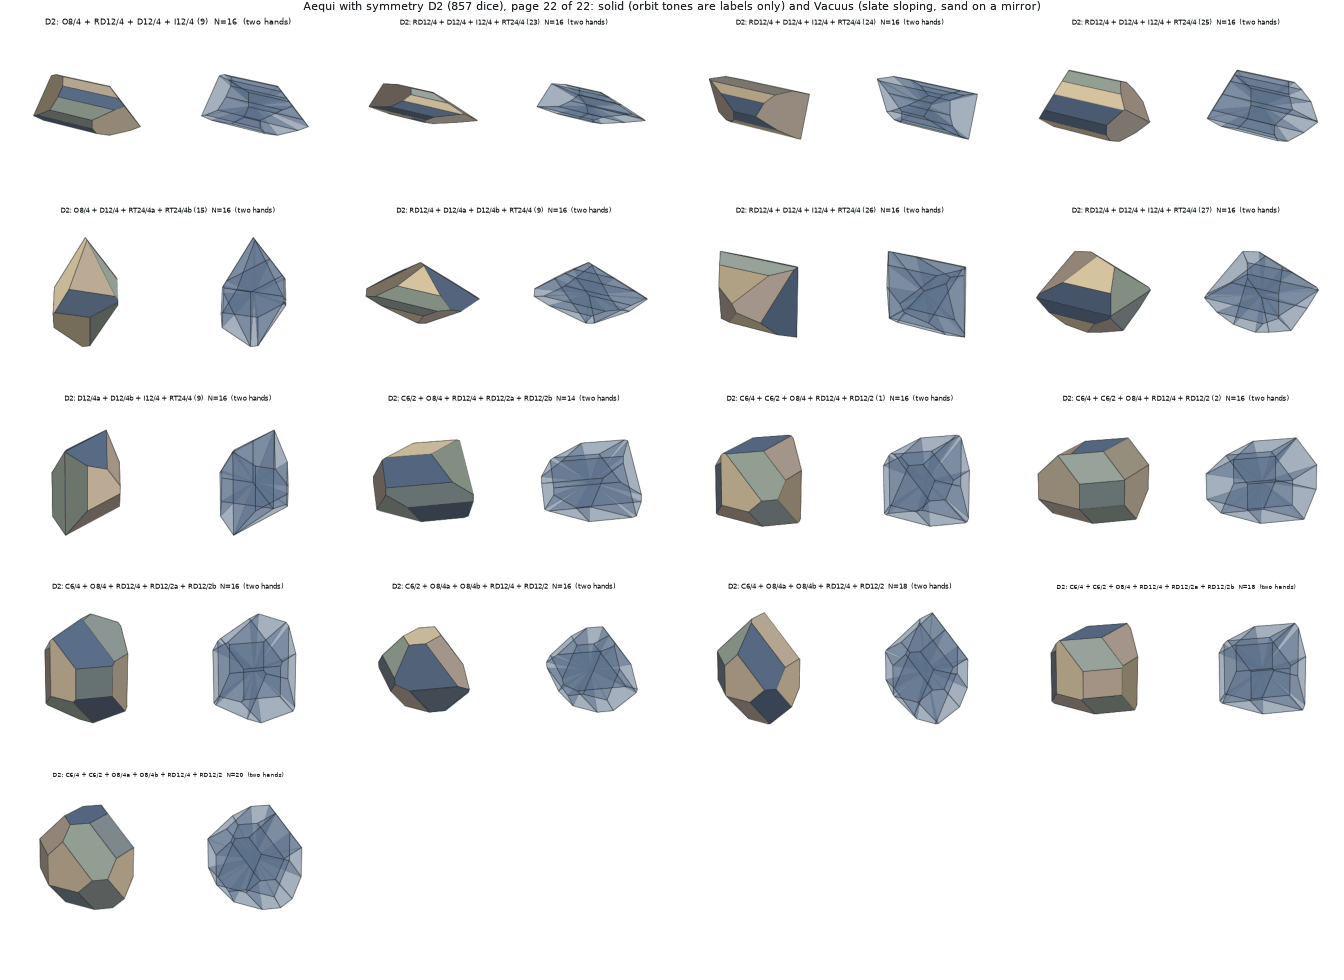 Aequi with symmetry D2 (857 dice), page 22 of 22: solid (orbit tones are labels only) and Vacuus (slate sloping, sand on a mirror)
D2: O8/4 + RD12/4 + D12/4 + I12/4 (9)  N=16  (two hands)
D2: RD12/4 + D12/4 + I12/4 + RT24/4 (23)  N=16  (two hands)
D2: RD12/4 + D12/4 + I12/4 + RT24/4 (24)  N=16  (two hands)
D2: RD12/4 + D12/4 + I12/4 + RT24/4 (25)  N=16  (two hands)
D2: O8/4 + D12/4 + RT24/4a + RT24/4b (15)  N=16  (two hands)
D2: RD12/4 + D12/4a + D12/4b + RT24/4 (9)  N=16  (two hands)
D2: RD12/4 + D12/4 + I12/4 + RT24/4 (26)  N=16  (two hands)
D2: RD12/4 + D12/4 + I12/4 + RT24/4 (27)  N=16  (two hands)
D2: D12/4a + D12/4b + I12/4 + RT24/4 (9)  N=16  (two hands)
D2: C6/2 + O8/4 + RD12/4 + RD12/2a + RD12/2b  N=14  (two hands)
D2: C6/4 + C6/2 + O8/4 + RD12/4 + RD12/2 (1)  N=16  (two hands)
D2: C6/4 + C6/2 + O8/4 + RD12/4 + RD12/2 (2)  N=16  (two hands)
D2: C6/4 + O8/4 + RD12/4 + RD12/2a + RD12/2b  N=16  (two hands)
D2: C6/2 + O8/4a + O8/4b + RD12/4 + RD12/2  N=16  (two hands)
D2: C6/4 + O8/4a + O8/4b + RD12/4 + RD12/2  N=18  (two hands)
D2: C6/4 + C6/2 + O8/4 + RD12/4 + RD12/2a + RD12/2b  N=18  (two hands)
D2: C6/4 + C6/2 + O8/4a + O8/4b + RD12/4 + RD12/2  N=20  (two hands)